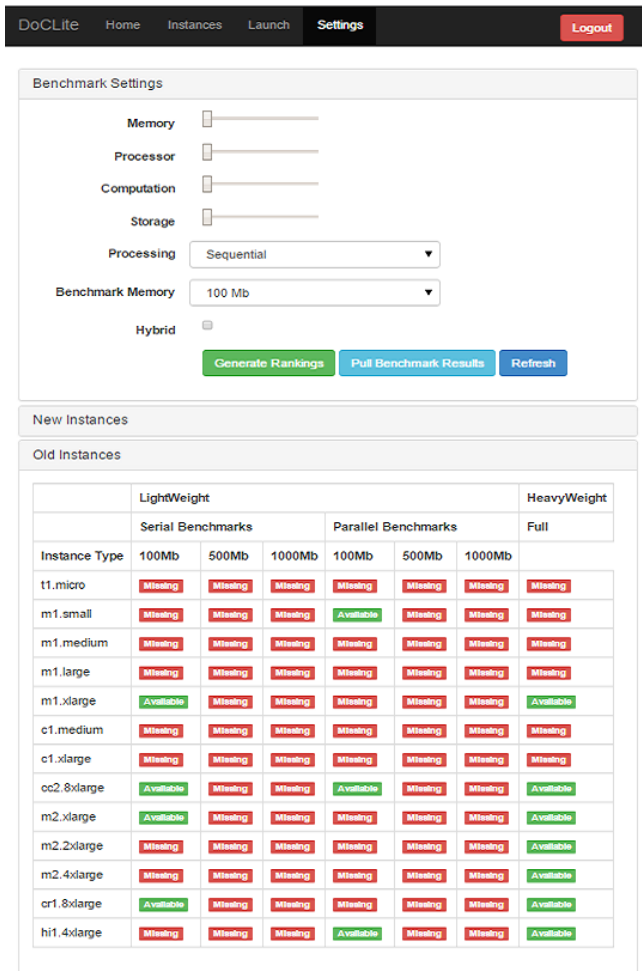 DoCLite Home Instances Launch Settings Logout
Benchmark Settings
Memory
Processor
Computation
Storage
Processing Sequential
Benchmark Memory 100 Mb
Hybrid
Generate Rankings Pull Benchmark Results Refresh
New Instances
Old Instances
LightWeight HeavyWeight
Serial Benchmarks Parallel Benchmarks Full
Instance Type 100Mb 500Mb 1000Mb 100Mb 500Mb 1000Mb
t1.micro Missing Missing Missing Missing Missing Missing Missing
m1.small Missing Missing Missing Available Missing Missing Missing
m1.medium Missing Missing Missing Missing Missing Missing Missing
m1.large Missing Missing Missing Missing Missing Missing Missing
m1.xlarge Available Missing Missing Missing Missing Missing Available
c1.medium Missing Missing Missing Missing Missing Missing Missing
c1.xlarge Missing Missing Missing Missing Missing Missing Missing
cc2.8xlarge Available Missing Missing Available Missing Missing Available
m2.xlarge Available Missing Missing Missing Missing Missing Available
m2.2xlarge Missing Missing Missing Missing Missing Missing Available
m2.4xlarge Missing Missing Missing Missing Missing Missing Available
cr1.8xlarge Available Missing Missing Missing Missing Missing Available
hi1.4xlarge Missing Missing Missing Available Missing Missing Available